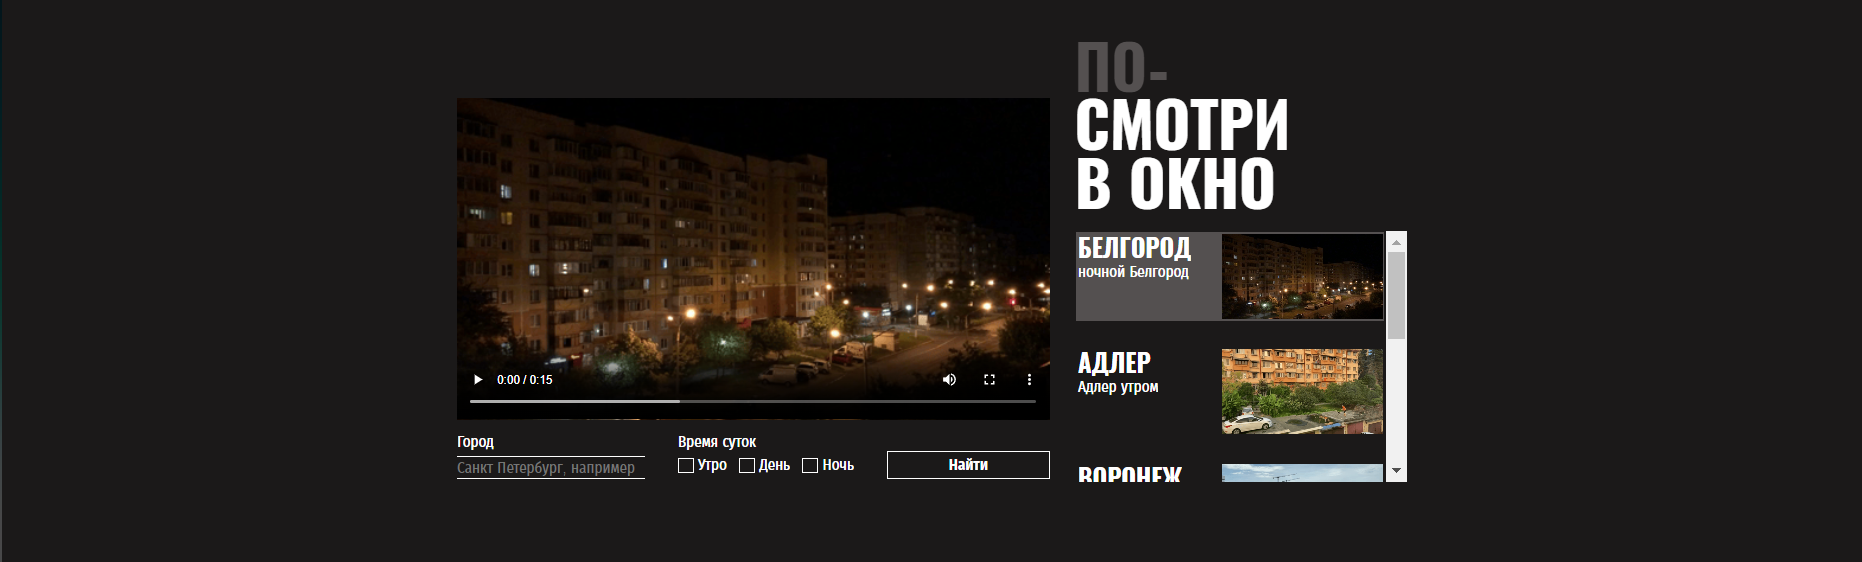 ПО-
СМОТРИ
В ОКНО
0:00 / 0:15
Город
Санкт Петербург, например
Время суток
Утро
День
Ночь
Найти
БЕЛГОРОД
ночной Белгород
АДЛЕР
Адлер утром
ВОРОНЕЖ